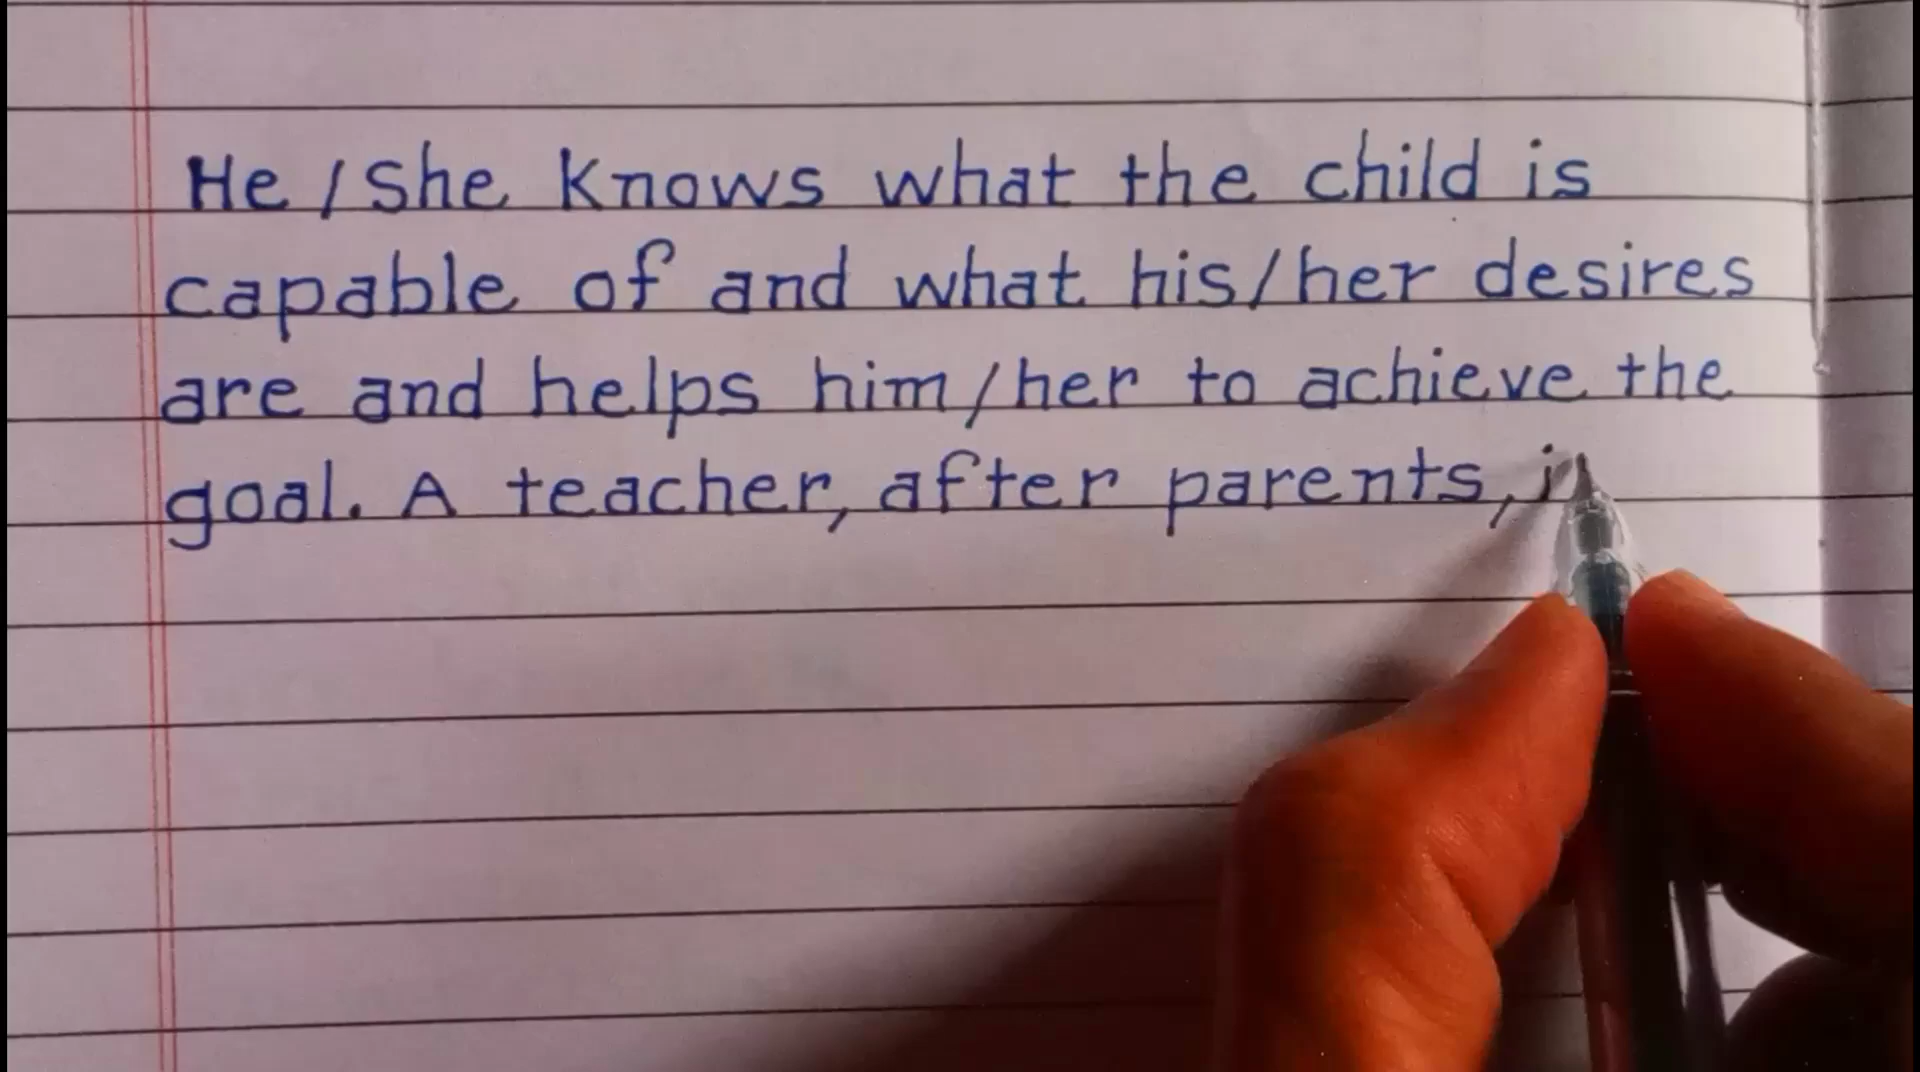 He/She Knows what the child is
capable of and what his/her desires
are and helps him/her to achieve the
goal. A teacher, after parents, i